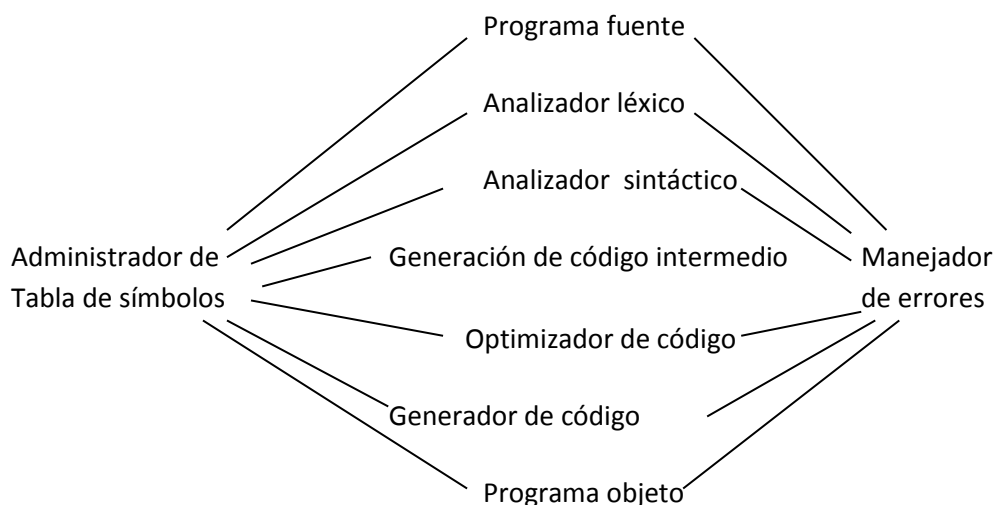 Programa fuente
Analizador léxico
Analizador sintáctico
Administrador de
Tabla de símbolos
Generación de código intermedio
Manejador
de errores
Optimizador de código
Generador de código
Programa objeto